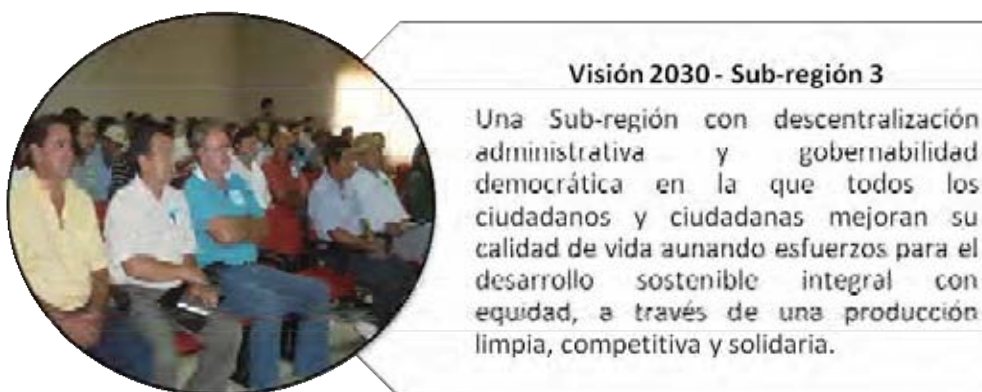 Visión 2030 - Sub-región 3
Una Sub-región con descentralización
administrativa y gobernabilidad
democrática en la que todos los
ciudadanos y ciudadanas mejoran su
calidad de vida aunando esfuerzos para el
desarrollo sostenible integral con
equidad, a través de una producción
limpia, competitiva y solidaria.